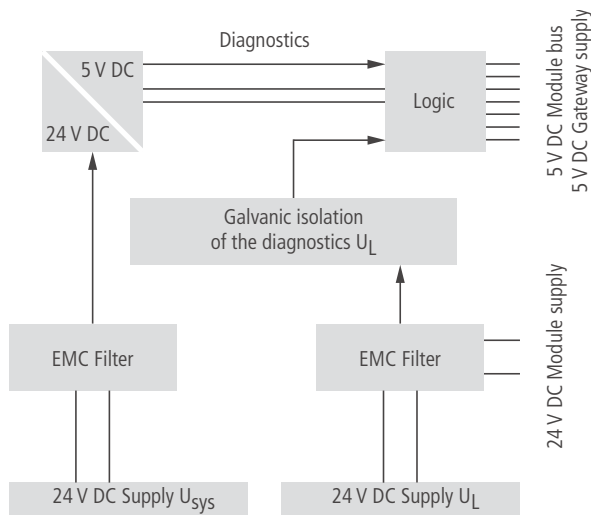 Diagnostics
5 V DC
24 V DC
Logic
5 V DC Module bus
5 V DC Gateway supply
Galvanic isolation
of the diagnostics UL
24 V DC Module supply
EMC Filter
EMC Filter
24 V DC Supply Usys
24 V DC Supply UL